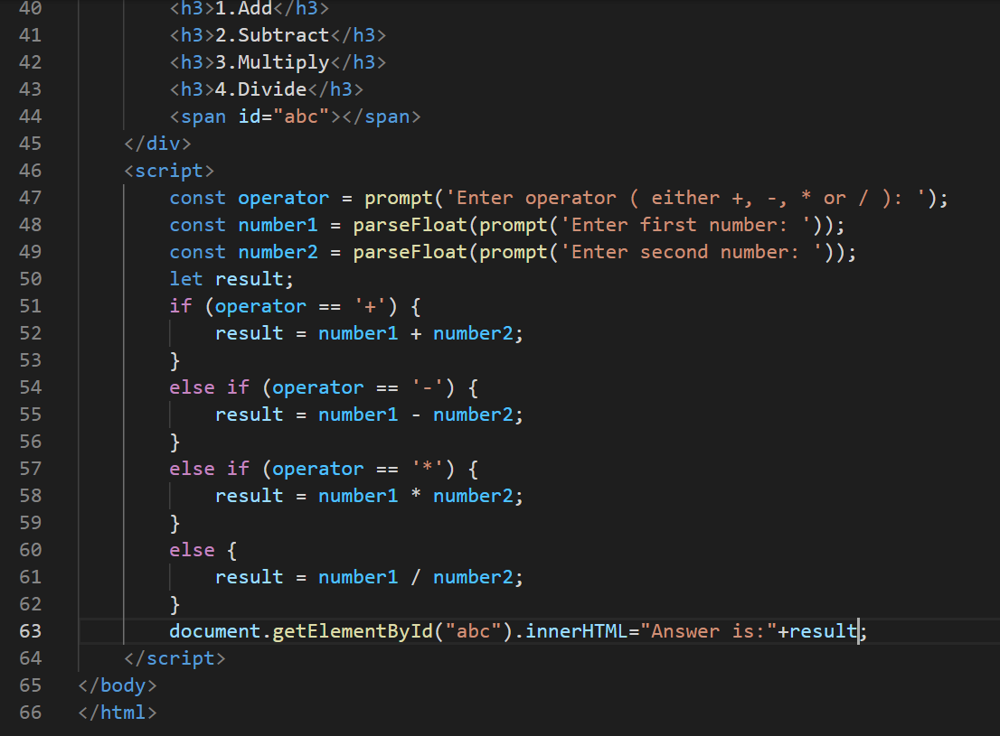 40 <h3>1.Add</h3>
41 <h3>2.Subtract</h3>
42 <h3>3.Multiply</h3>
43 <h3>4.Divide</h3>
44 <span id="abc"></span>
45 </div>
46 <script>
47 const operator = prompt('Enter operator ( either +, -, * or / ): ');
48 const number1 = parseFloat(prompt('Enter first number: '));
49 const number2 = parseFloat(prompt('Enter second number: '));
50 let result;
51 if (operator == '+') {
52 result = number1 + number2;
53 }
54 else if (operator == '-') {
55 result = number1 - number2;
56 }
57 else if (operator == '*') {
58 result = number1 * number2;
59 }
60 else {
61 result = number1 / number2;
62 }
63 document.getElementById("abc").innerHTML="Answer is:"+result;
64 </script>
65 </body>
66 </html>